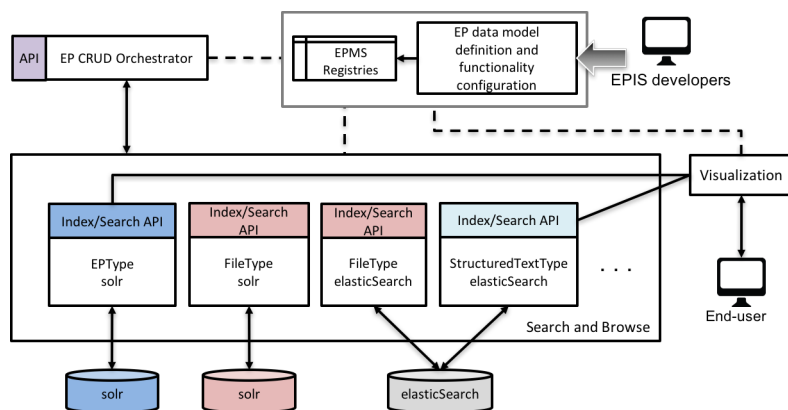 API
EP CRUD Orchestrator
EPMS
Registries
EP data model
definition and
functionality
configuration
EPIS developers
Visualization
Index/Search API
EPType
solr
Index/Search
API
FileType
solr
Index/Search
API
FileType
elasticSearch
Index/Search API
StructuredTextType
elasticSearch
. . .
Search and Browse
End-user
solr
solr
elasticSearch